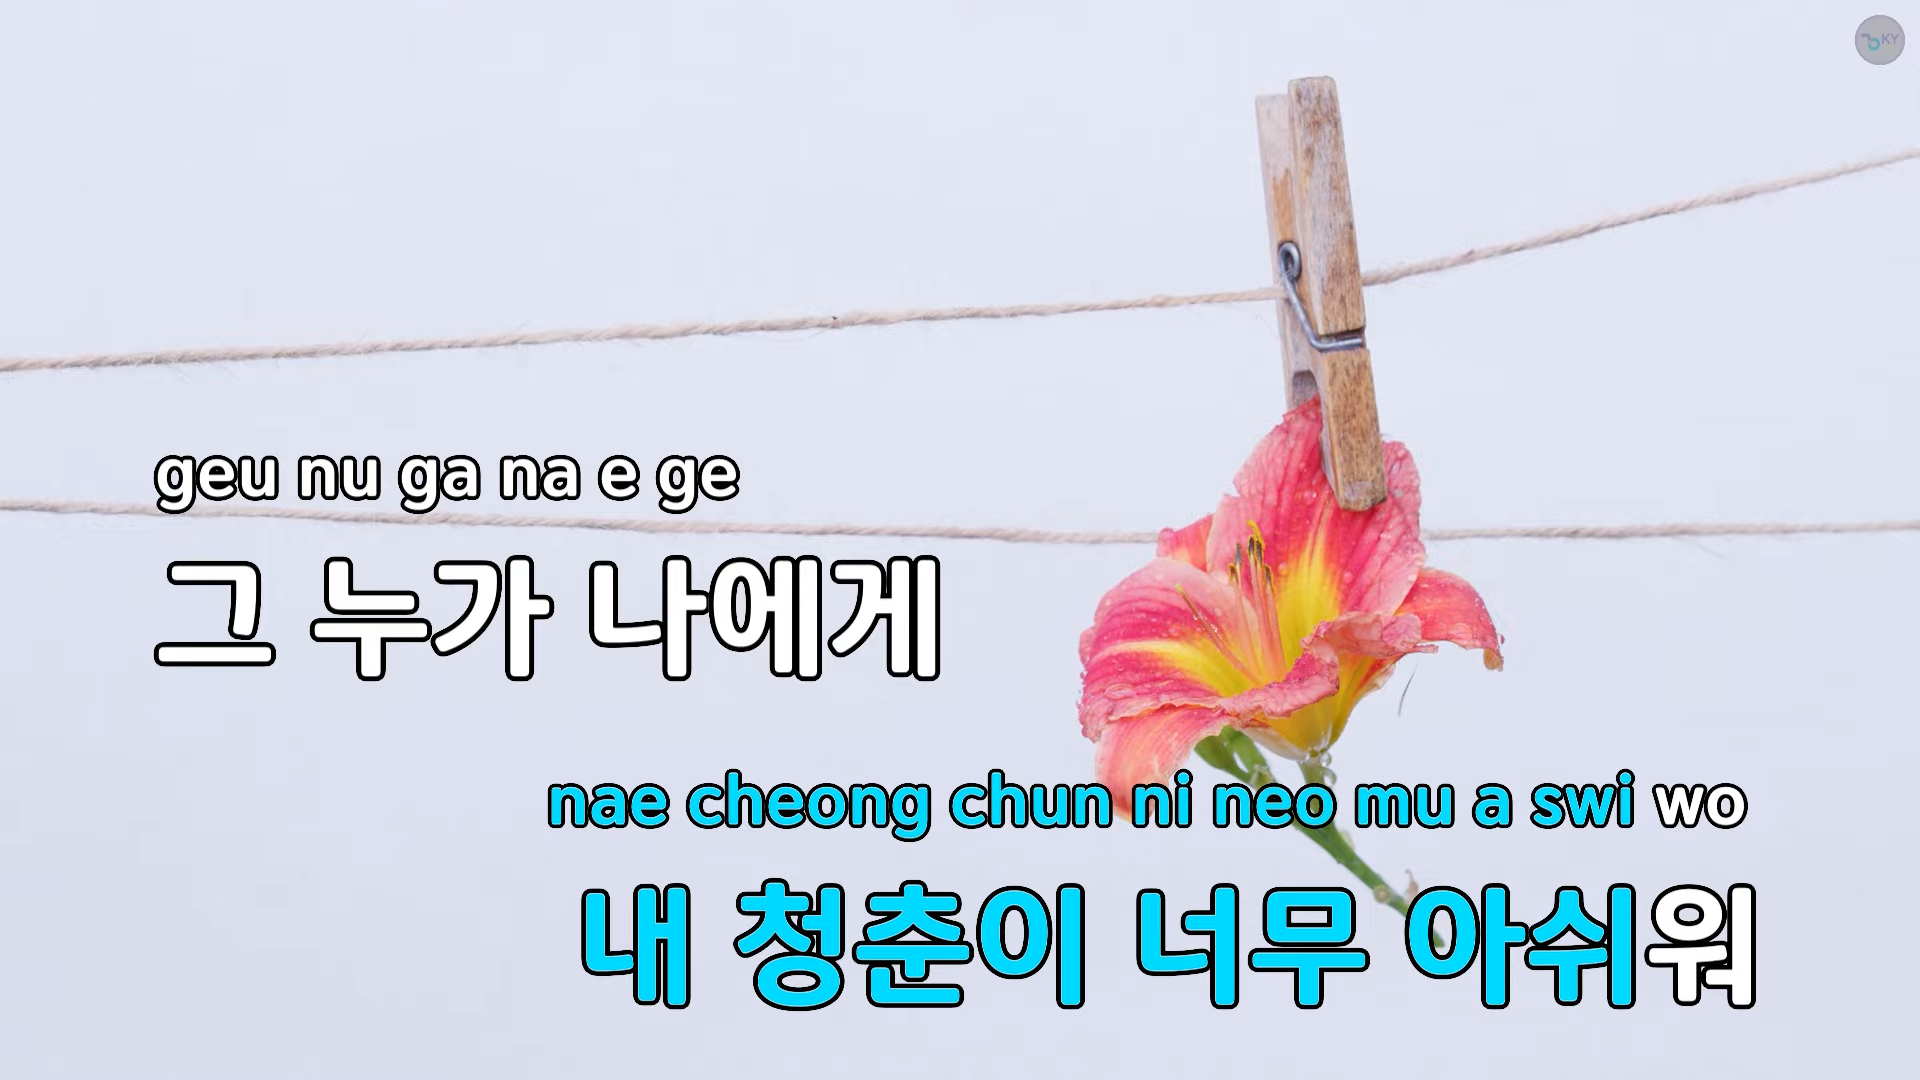 KY
geu nu ga na e ge
그 누가 나에게
nae cheong chun ni neo mu a swi wo
내 청춘이 너무 아쉬워